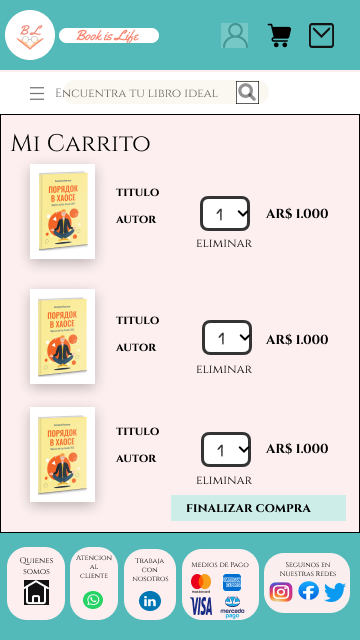 BL
Book is Life
Encuentra tu libro ideal
Mi Carrito
ПОРЯДОК
В ХАОСЕ
TITULO
AUTOR
1
AR$ 1.000
ELIMINAR
ПОРЯДОК
В ХАОСЕ
TITULO
AUTOR
1
AR$ 1.000
ELIMINAR
ПОРЯДОК
В ХАОСЕ
TITULO
AUTOR
1
AR$ 1.000
ELIMINAR
FINALIZAR COMPRA
Quienes
somos
Atencion
al
cliente
Trabaja
con
nosotros
Medios de Pago
mastercard
AMERICAN
EXPRESS
VISA
mercado
pago
Seguinos en
Nuestras Redes
in